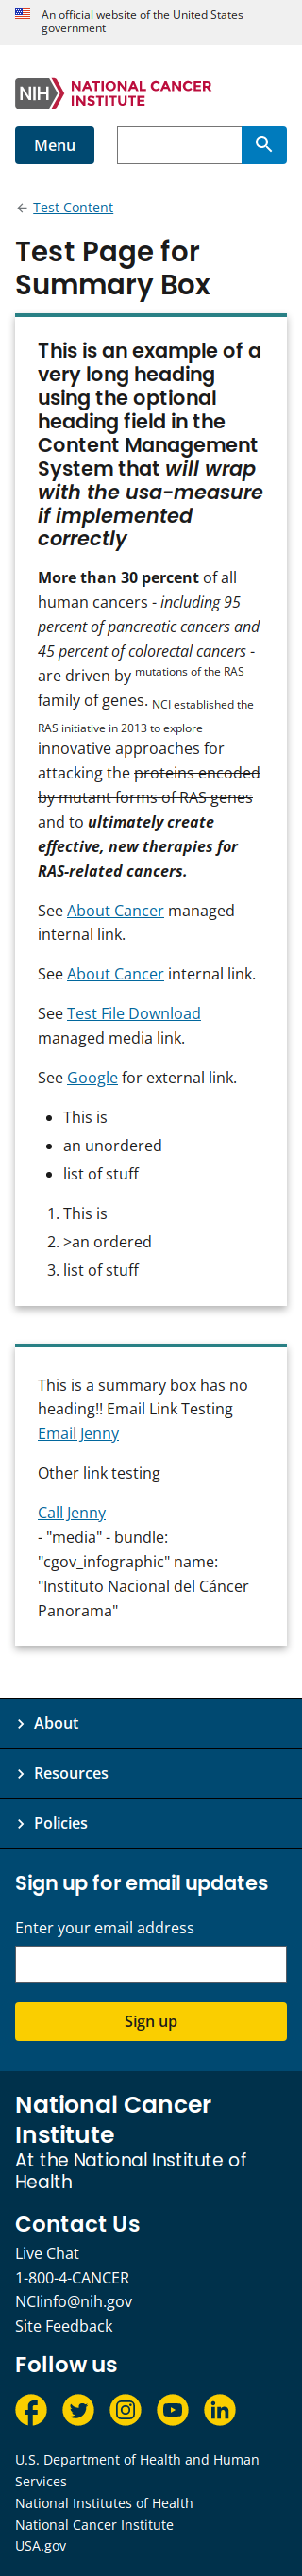 An official website of the United States
government
NIH NATIONAL CANCER
INSTITUTE
Menu
Test Content
Test Page for
Summary Box
This is an example of a
very long heading
using the optional
heading field in the
Content Management
System that will wrap
with the usa-measure
if implemented
correctly
More than 30 percent of all
human cancers - including 95
percent of pancreatic cancers and
45 percent of colorectal cancers -
are driven by mutations of the RAS
family of genes. NCI established the
RAS initiative in 2013 to explore
innovative approaches for
attacking the proteins encoded
by mutant forms of RAS genes
and to ultimately create
effective, new therapies for
RAS-related cancers.
See About Cancer managed
internal link.
See About Cancer internal link.
See Test File Download
managed media link.
See Google for external link.
• This is
• an unordered
• list of stuff
1. This is
2. >an ordered
3. list of stuff
This is a summary box has no
heading!! Email Link Testing
Email Jenny
Other link testing
Call Jenny
- "media" - bundle:
"cgov_infographic" name:
"Instituto Nacional del Cáncer
Panorama"
About
Resources
Policies
Sign up for email updates
Enter your email address
Sign up
National Cancer
Institute
At the National Institute of
Health
Contact Us
Live Chat
1-800-4-CANCER
NCIinfo@nih.gov
Site Feedback
Follow us
U.S. Department of Health and Human
Services
National Institutes of Health
National Cancer Institute
USA.gov